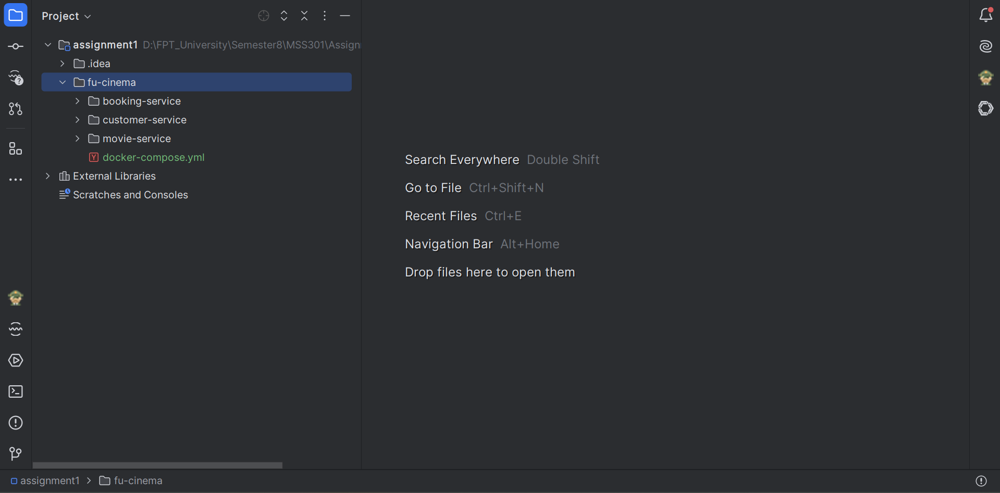 Project
assignment1 D:\FPT_University\Semester8\MSS301\Assign
.idea
fu-cinema
booking-service
customer-service
movie-service
docker-compose.yml
External Libraries
Scratches and Consoles
Search Everywhere Double Shift
Go to File Ctrl+Shift+N
Recent Files Ctrl+E
Navigation Bar Alt+Home
Drop files here to open them
assignment1 > fu-cinema